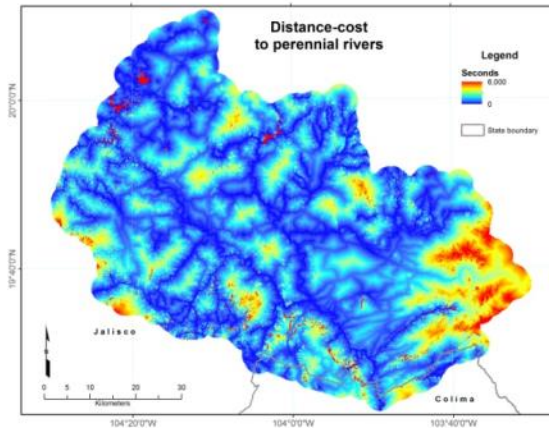 Distance-cost
to perennial rivers
Legend
Seconds
6,000
0
State boundary
20°0'0"N
19°40'0"N
Jalisco
N
0 5 10 20 30
Kilometers
Colima
104°20'0"W 104°0'0"W 103°40'0"W